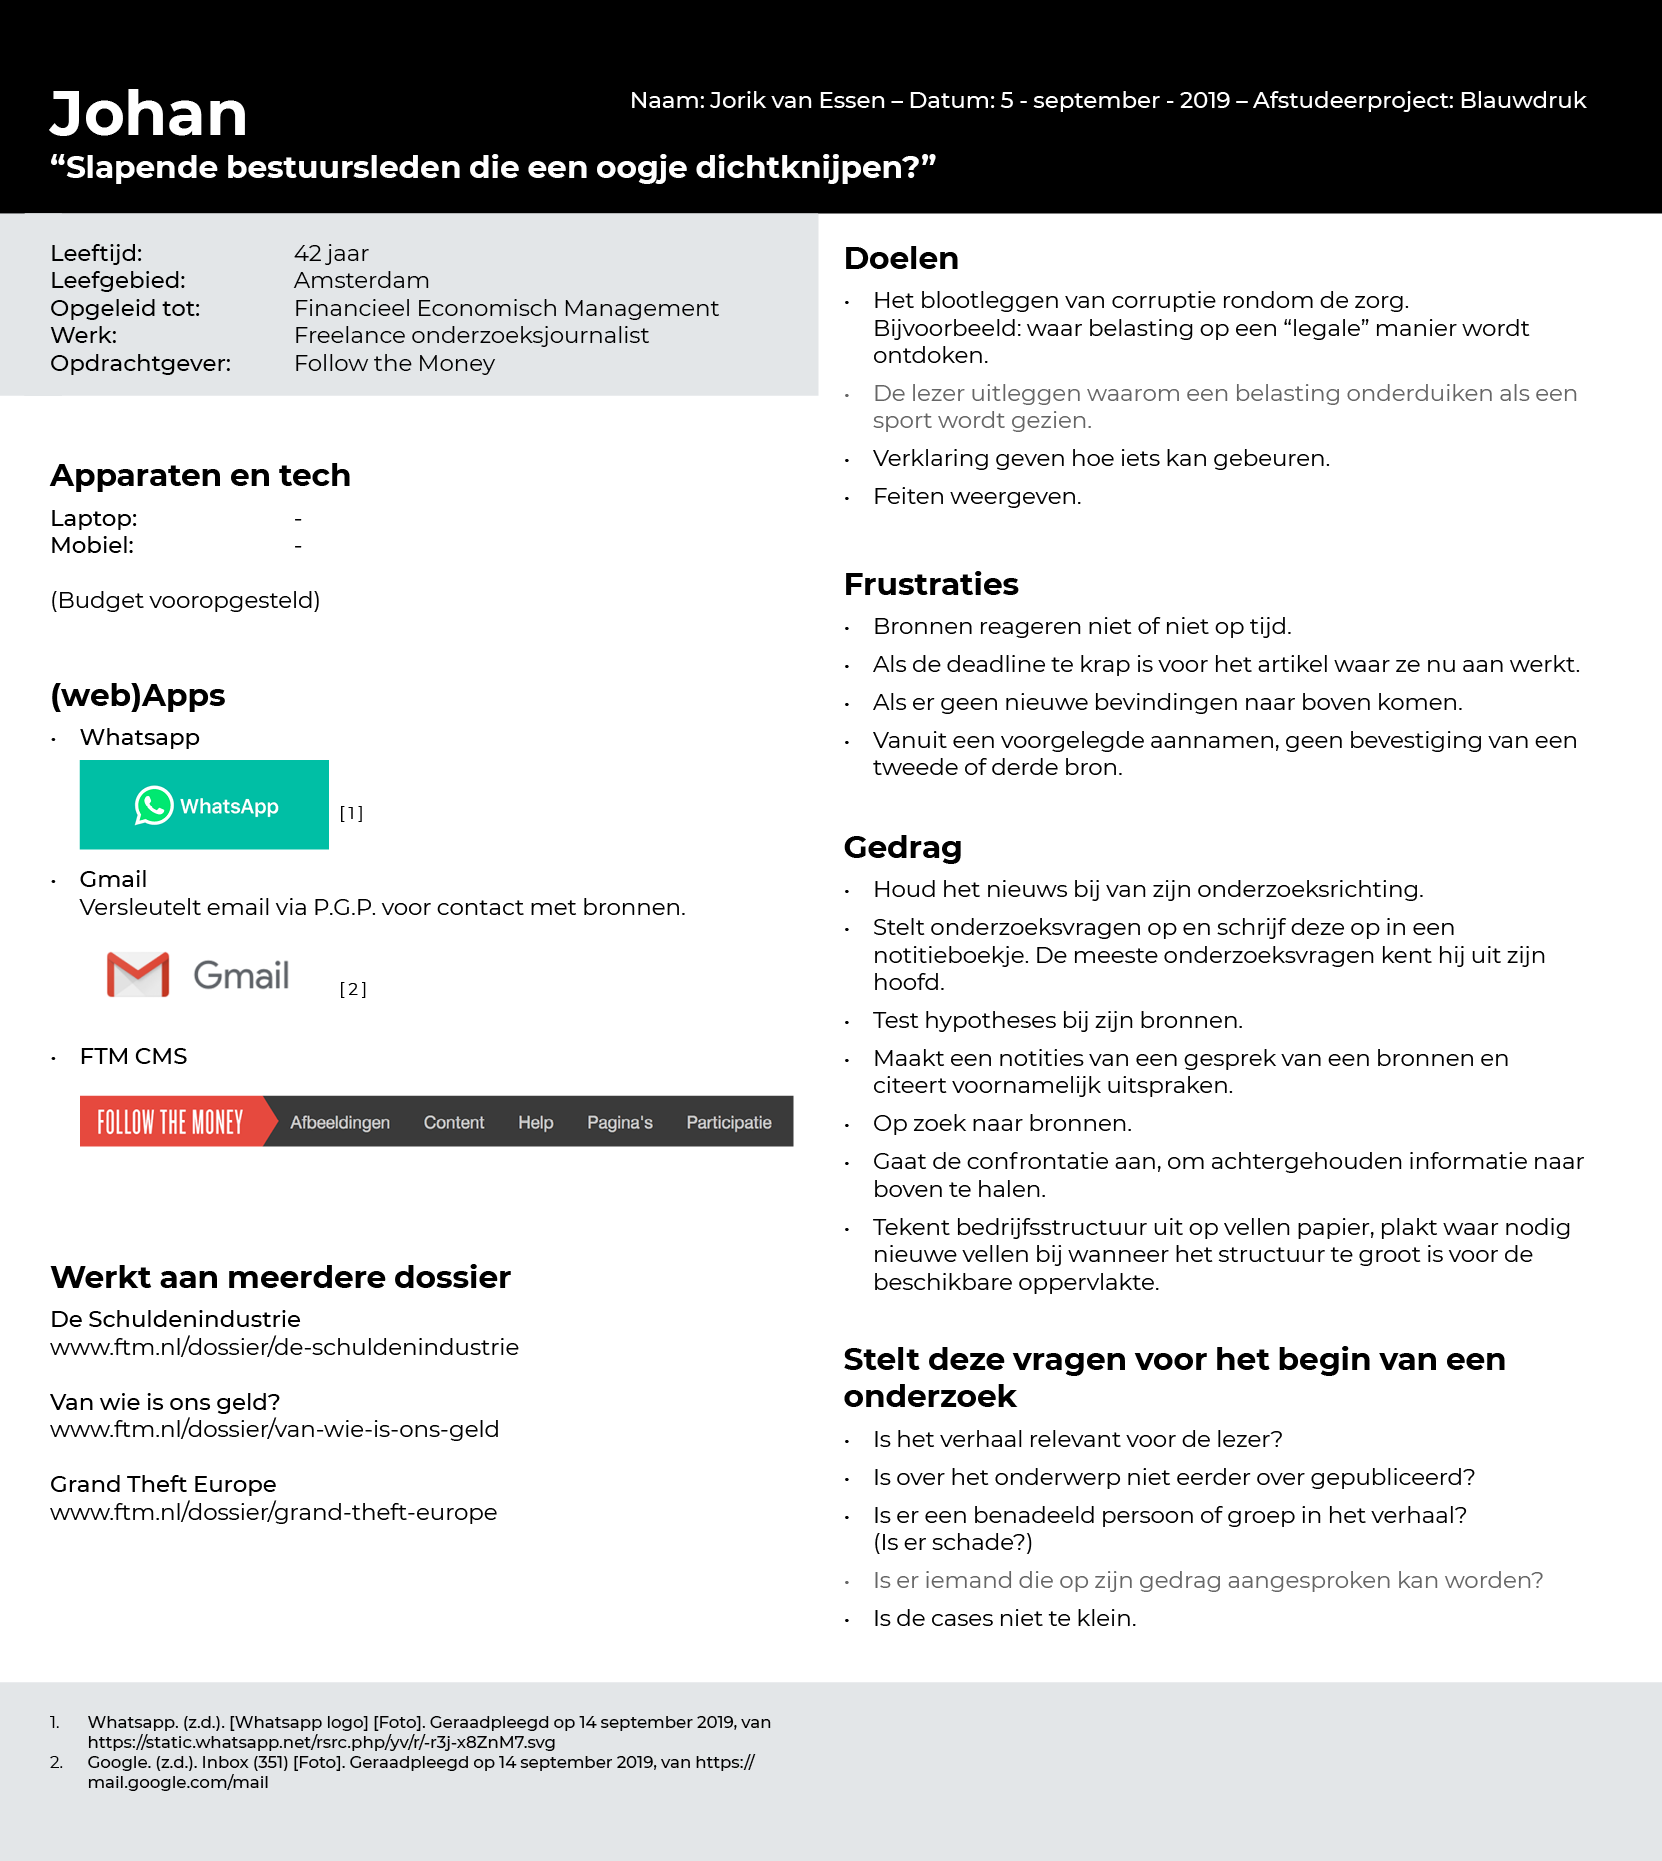 Johan
Naam: Jorik van Essen – Datum: 5 - september - 2019 – Afstudeerproject: Blauwdruk
“Slapende bestuursleden die een oogje dichtknijpen?”
Leeftijd: 42 jaar
Leefgebied: Amsterdam
Opgeleid tot: Financieel Economisch Management
Werk: Freelance onderzoeksjournalist
Opdrachtgever: Follow the Money
Apparaten en tech
Laptop: -
Mobiel: -
(Budget vooropgesteld)
(web)Apps
• Whatsapp
WhatsApp [1]
• Gmail
Versleutelt email via P.G.P. voor contact met bronnen.
Gmail [2]
• FTM CMS
FOLLOW THE MONEY Afbeeldingen Content Help Pagina's Participatie
Werkt aan meerdere dossier
De Schuldenindustrie
www.ftm.nl/dossier/de-schuldenindustrie
Van wie is ons geld?
www.ftm.nl/dossier/van-wie-is-ons-geld
Grand Theft Europe
www.ftm.nl/dossier/grand-theft-europe
Doelen
• Het blootleggen van corruptie rondom de zorg.
Bijvoorbeeld: waar belasting op een “legale” manier wordt
ontdoken.
• De lezer uitleggen waarom een belasting onderduiken als een
sport wordt gezien.
• Verklaring geven hoe iets kan gebeuren.
• Feiten weergeven.
Frustraties
• Bronnen reageren niet of niet op tijd.
• Als de deadline te krap is voor het artikel waar ze nu aan werkt.
• Als er geen nieuwe bevindingen naar boven komen.
• Vanuit een voorgelegde aannamen, geen bevestiging van een
tweede of derde bron.
Gedrag
• Houd het nieuws bij van zijn onderzoeksrichting.
• Stelt onderzoeksvragen op en schrijf deze op in een
notitieboekje. De meeste onderzoeksvragen kent hij uit zijn
hoofd.
• Test hypotheses bij zijn bronnen.
• Maakt een notities van een gesprek van een bronnen en
citeert voornamelijk uitspraken.
• Op zoek naar bronnen.
• Gaat de confrontatie aan, om achtergehouden informatie naar
boven te halen.
• Tekent bedrijfsstructuur uit op vellen papier, plakt waar nodig
nieuwe vellen bij wanneer het structuur te groot is voor de
beschikbare oppervlakte.
Stelt deze vragen voor het begin van een
onderzoek
• Is het verhaal relevant voor de lezer?
• Is over het onderwerp niet eerder over gepubliceerd?
• Is er een benadeeld persoon of groep in het verhaal?
(Is er schade?)
• Is er iemand die op zijn gedrag aangesproken kan worden?
• Is de cases niet te klein.
1. Whatsapp. (z.d.). [Whatsapp logo] [Foto]. Geraadpleegd op 14 september 2019, van
https://static.whatsapp.net/rsrc.php/yv/r/-r3j-x8ZnM7.svg
2. Google. (z.d.). Inbox (351) [Foto]. Geraadpleegd op 14 september 2019, van https://
mail.google.com/mail